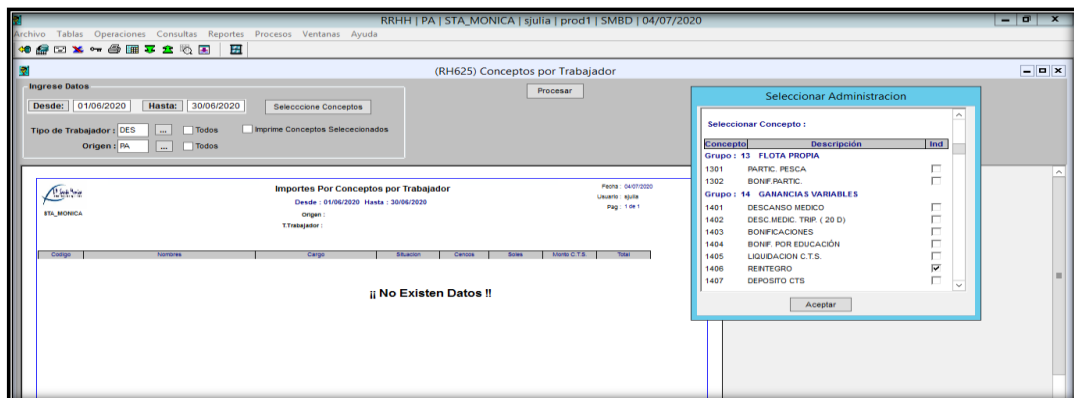 RRHH | PA | STA_MONICA | sjulia | prod1 | SMBD | 04/07/2020
Archivo Tablas Operaciones Consultas Reportes Procesos Ventanas Ayuda
(RH625) Conceptos por Trabajador
Ingrese Datos
Desde: 01/06/2020 Hasta: 30/06/2020 Selecccione Conceptos
Tipo de Trabajador : DES ... Todos Imprime Conceptos Selececionados
Origen : PA ... Todos
Procesar
STA_MONICA
Importes Por Conceptos por Trabajador
Desde : 01/06/2020 Hasta : 30/06/2020
Origen :
T.Trabajador :
Fecha : 04/07/2020
Usuario : sjulia
Pag : 1 de 1
Codigo Nombres Cargo Situacion Cencos Soles Monto C.T.S. Total
¡¡ No Existen Datos !!
Seleccionar Administracion
Seleccionar Concepto :
Concepto Descripción Ind
Grupo : 13 FLOTA PROPIA
1301 PARTIC. PESCA
1302 BONIF.PARTIC.
Grupo : 14 GANANCIAS VARIABLES
1401 DESCANSO MEDICO
1402 DESC.MEDIC. TRIP. ( 20 D)
1403 BONIFICACIONES
1404 BONIF. POR EDUCACIÓN
1405 LIQUIDACION C.T.S.
1406 REINTEGRO
1407 DEPOSITO CTS
Aceptar